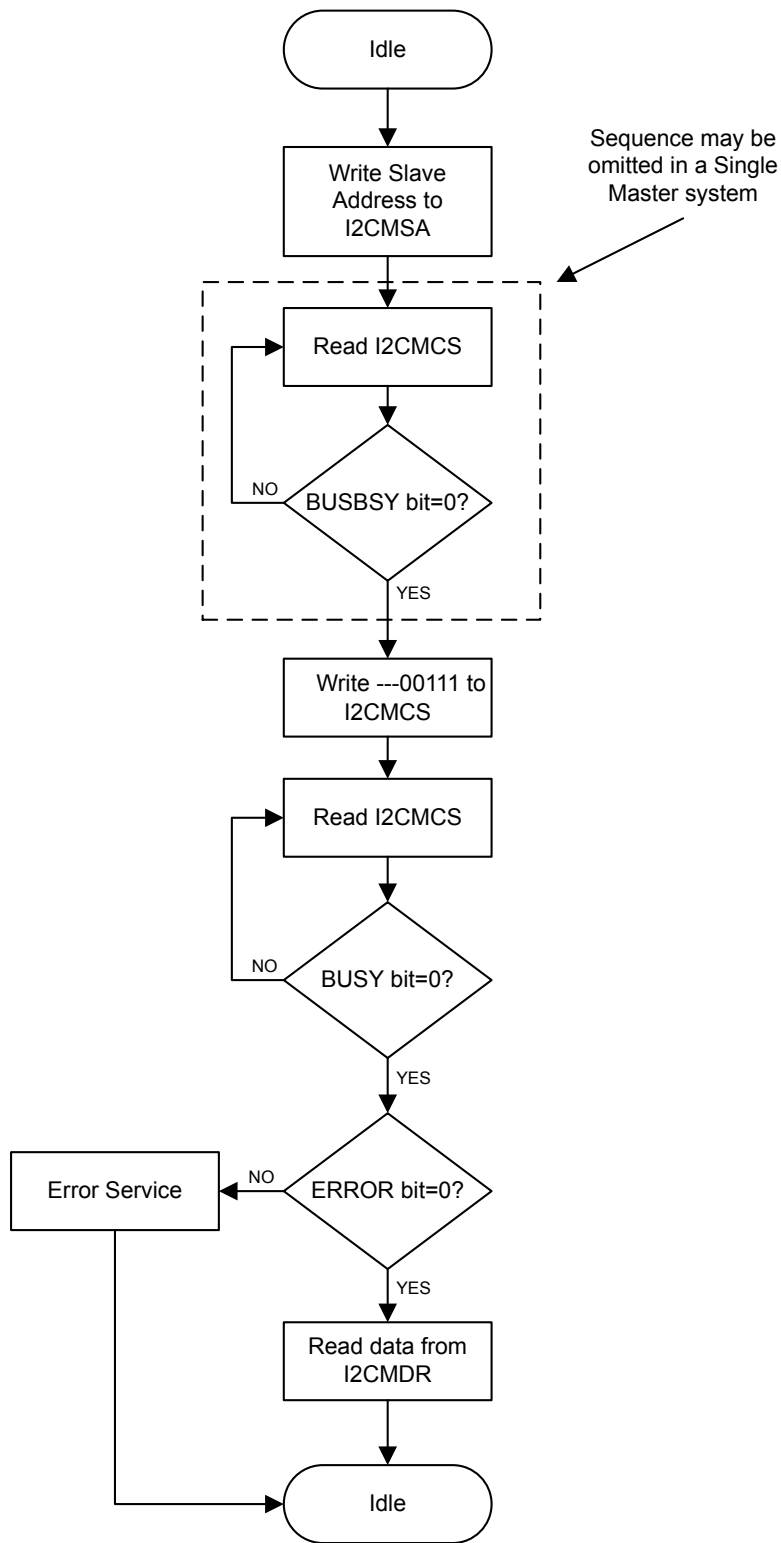 Idle
Sequence may be
omitted in a Single
Master system
Write Slave
Address to
I2CMSA
Read I2CMCS
NO
BUSBSY bit=0?
YES
Write ---00111 to
I2CMCS
Read I2CMCS
NO
BUSY bit=0?
YES
Error Service
NO
ERROR bit=0?
YES
Read data from
I2CMDR
Idle